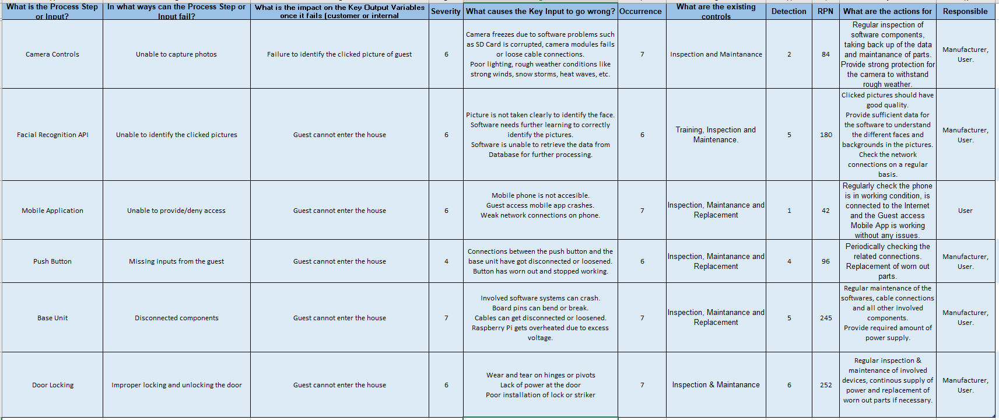 What is the Process Step
or Input?
In what ways can the Process Step or
Input fail?
What is the impact on the Key Output Variables
once it fails (customer or internal
Severity
What causes the Key Input to go wrong?
Occurrence
What are the existing
controls
Detection
RPN
What are the actions for
Responsible
Camera Controls
Unable to capture photos
Failure to identify the clicked picture of guest
6
Camera freezes due to software problems such
as SD Card is corrupted, camera modules fails
or loose cable connections.
Poor lighting, rough weather conditions like
strong winds, snow storms, heat waves, etc.
7
Inspection and Maintanance
2
84
Regular inspection of
software components,
taking back up of the data
and maintanance of parts.
Provide strong protection for
the camera to withstand
rough weather.
Manufacturer,
User.
Facial Recognition API
Unable to identify the clicked pictures
Guest cannot enter the house
6
Picture is not taken clearly to identify the face.
Software needs further learning to correctly
identify the pictures.
Software is unable to retrieve the data from
Database for further processing.
6
Training, Inspection and
Maintenance.
5
180
Clicked pictures should have
good quality.
Provide sufficient data for
the software to understand
the different faces and
backgrounds in the pictures.
Check the network
connections on a regular
basis.
Manufacturer,
User.
Mobile Application
Unable to provide/deny access
Guest cannot enter the house
6
Mobile phone is not accesible.
Guest access mobile app crashes.
Weak network connections on phone.
7
Inspection, Maintanance and
Replacement
1
42
Regularly check the phone
is in working condition, is
connected to the Internet
and the Guest access
Mobile App is working
without any issues.
User
Push Button
Missing inputs from the guest
Guest cannot enter the house
4
Connections between the push button and the
base unit have got disconnected or loosened.
Button has worn out and stopped working.
6
Inspection, Maintanance and
Replacement
4
96
Periodically checking the
related connections.
Replacement of worn out
parts.
Manufacturer,
User.
Base Unit
Disconnected components
Guest cannot enter the house
7
Involved software systems can crash.
Board pins can bend or break.
Cables can get disconnected or loosened.
Raspberry Pi gets overheated due to excess
voltage.
7
Inspection, Maintanance and
Replacement
5
245
Regular maintenance of the
softwares, cable connections
and all other involved
components.
Provide required amount of
power supply.
Manufacturer,
User.
Door Locking
Improper locking and unlocking the door
Guest cannot enter the house
6
Wear and tear on hinges or pivots
Lack of power at the door
Poor installation of lock or striker
7
Inspection & Maintanance
6
252
Regular inspection &
maintenance of involved
devices, continous supply of
power and replacement of
worn out parts if necessary.
Manufacturer,
User.